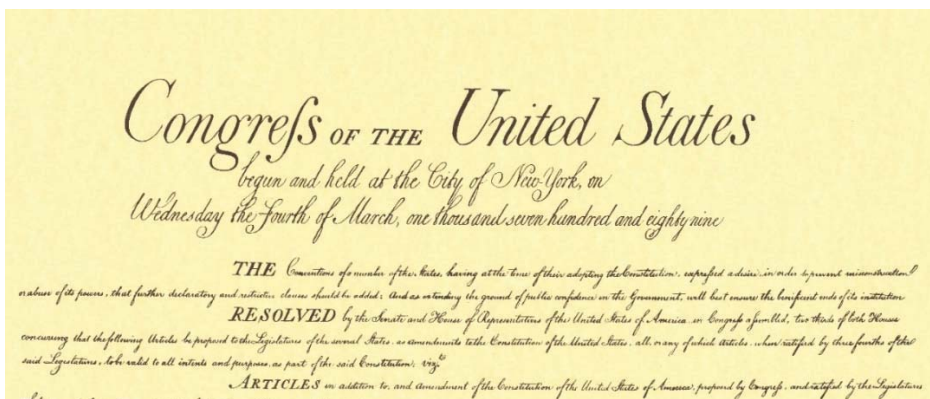 Congreſs OF THE United States
begun and held at the City of New-York, on
Wednesday the Fourth of March, one thousand seven hundred and eighty nine
THE Conventions of a number of the States, having at the time of their adopting the Constitution, expreſsed a desire, in order to prevent misconstruction
or abuse of its powers, that further declaratory and restrictive clauses should be added: And as extending the ground of public confidence in the Government, will best ensure the beneficent ends of its institution
RESOLVED by the Senate and House of Representatives of the United States of America, in Congreſs aſsembled, two thirds of both Houses
concurring that the following Articles be proposed to the Legislatures of the several States, as amendments to the Constitution of the United States, all, or any of which Articles, when ratified by three fourths of the
said Legislatures, to be valid to all intents and purposes, as part of the said Constitution; vizt.
ARTICLES in addition to, and amendment of the Constitution of the United States of America, proposed by Congreſs, and ratified by the Legislatures